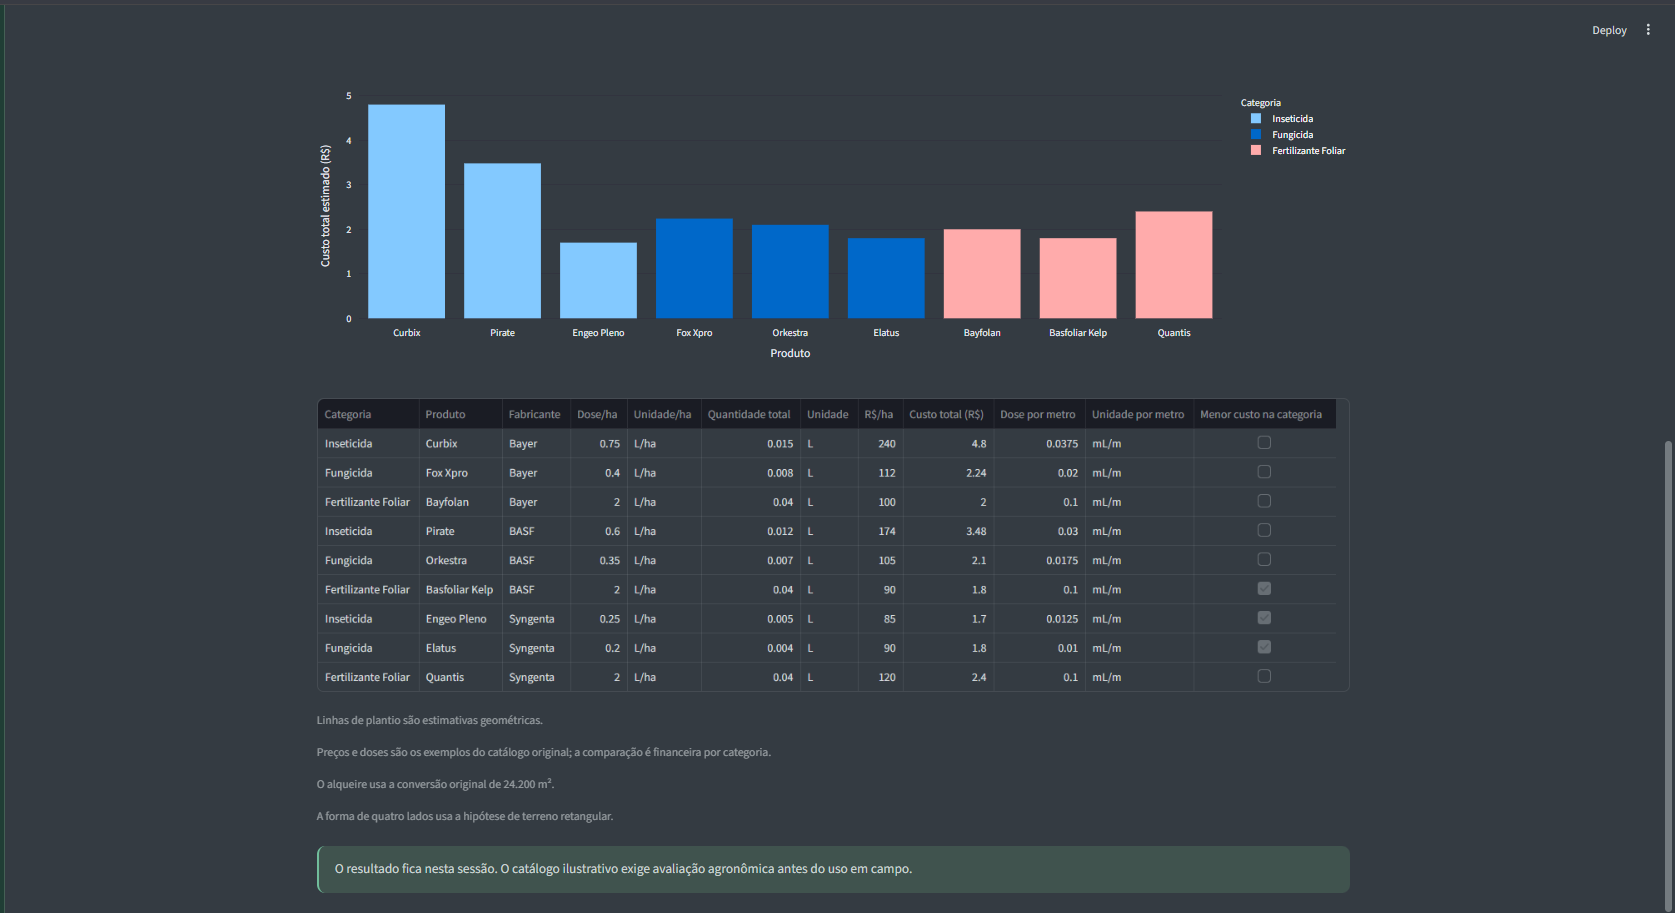 Deploy
5
4
3
2
1
0
Custo total estimado (R$)
Curbix Pirate Engeo Pleno Fox Xpro Orkestra Elatus Bayfolan Basfoliar Kelp Quantis
Produto
Categoria
Inseticida
Fungicida
Fertilizante Foliar
Categoria Produto Fabricante Dose/ha Unidade/ha Quantidade total Unidade R$/ha Custo total (R$) Dose por metro Unidade por metro Menor custo na categoria
Inseticida Curbix Bayer 0.75 L/ha 0.015 L 240 4.8 0.0375 mL/m
Fungicida Fox Xpro Bayer 0.4 L/ha 0.008 L 112 2.24 0.02 mL/m
Fertilizante Foliar Bayfolan Bayer 2 L/ha 0.04 L 100 2 0.1 mL/m
Inseticida Pirate BASF 0.6 L/ha 0.012 L 174 3.48 0.03 mL/m
Fungicida Orkestra BASF 0.35 L/ha 0.007 L 105 2.1 0.0175 mL/m
Fertilizante Foliar Basfoliar Kelp BASF 2 L/ha 0.04 L 90 1.8 0.1 mL/m
Inseticida Engeo Pleno Syngenta 0.25 L/ha 0.005 L 85 1.7 0.0125 mL/m
Fungicida Elatus Syngenta 0.2 L/ha 0.004 L 90 1.8 0.01 mL/m
Fertilizante Foliar Quantis Syngenta 2 L/ha 0.04 L 120 2.4 0.1 mL/m
Linhas de plantio são estimativas geométricas.
Preços e doses são os exemplos do catálogo original; a comparação é financeira por categoria.
O alqueire usa a conversão original de 24.200 m².
A forma de quatro lados usa a hipótese de terreno retangular.
O resultado fica nesta sessão. O catálogo ilustrativo exige avaliação agronômica antes do uso em campo.